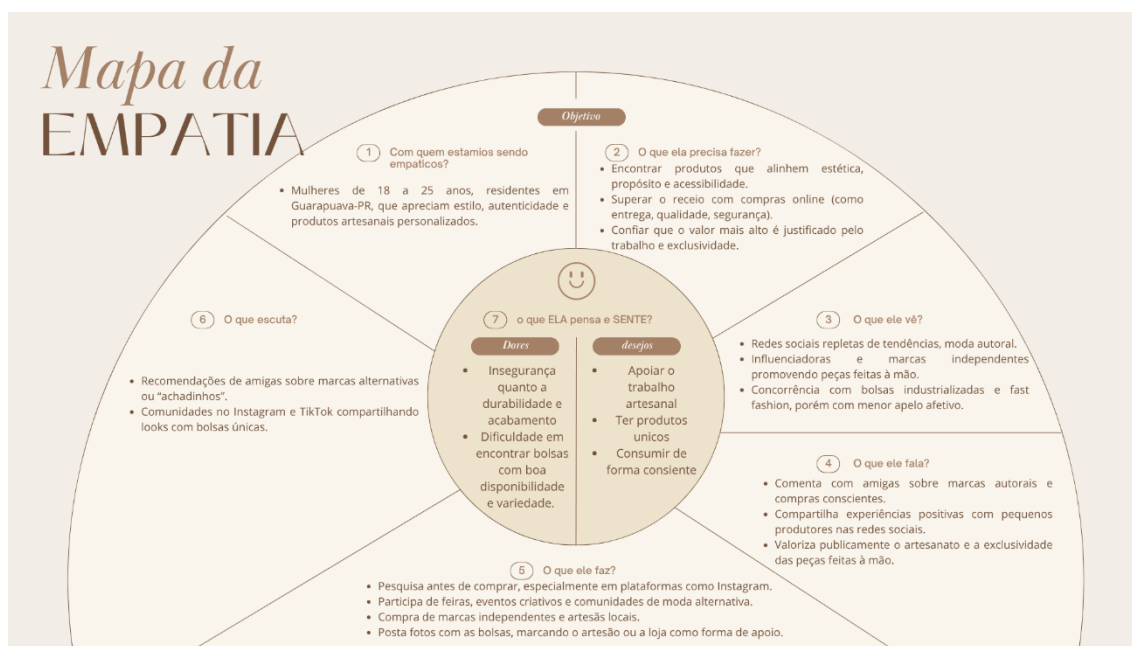 Mapa da
EMPATIA
Objetivo
1 Com quem estamios sendo
empaticos?
• Mulheres de 18 a 25 anos, residentes em
Guarapuava-PR, que apreciam estilo, autenticidade e
produtos artesanais personalizados.
2 O que ela precisa fazer?
• Encontrar produtos que alinhem estética,
propósito e acessibilidade.
• Superar o receio com compras online (como
entrega, qualidade, segurança).
• Confiar que o valor mais alto é justificado pelo
trabalho e exclusividade.
3 O que ele vê?
• Redes sociais repletas de tendências, moda autoral.
• Influenciadoras e marcas independentes
promovendo peças feitas à mão.
• Concorrência com bolsas industrializadas e fast
fashion, porém com menor apelo afetivo.
4 O que ele fala?
• Comenta com amigas sobre marcas autorais e
compras conscientes.
• Compartilha experiências positivas com pequenos
produtores nas redes sociais.
• Valoriza publicamente o artesanato e a exclusividade
das peças feitas à mão.
5 O que ele faz?
• Pesquisa antes de comprar, especialmente em plataformas como Instagram.
• Participa de feiras, eventos criativos e comunidades de moda alternativa.
• Compra de marcas independentes e artesãs locais.
• Posta fotos com as bolsas, marcando o artesão ou a loja como forma de apoio.
6 O que escuta?
• Recomendações de amigas sobre marcas alternativas
ou “achadinhos”.
• Comunidades no Instagram e TikTok compartilhando
looks com bolsas únicas.
7 o que ELA pensa e SENTE?
Dores
• Insegurança
quanto a
durabilidade e
acabamento
• Dificuldade em
encontrar bolsas
com boa
disponibilidade
e variedade.
desejos
• Apoiar o
trabalho
artesanal
• Ter produtos
unicos
• Consumir de
forma consiente